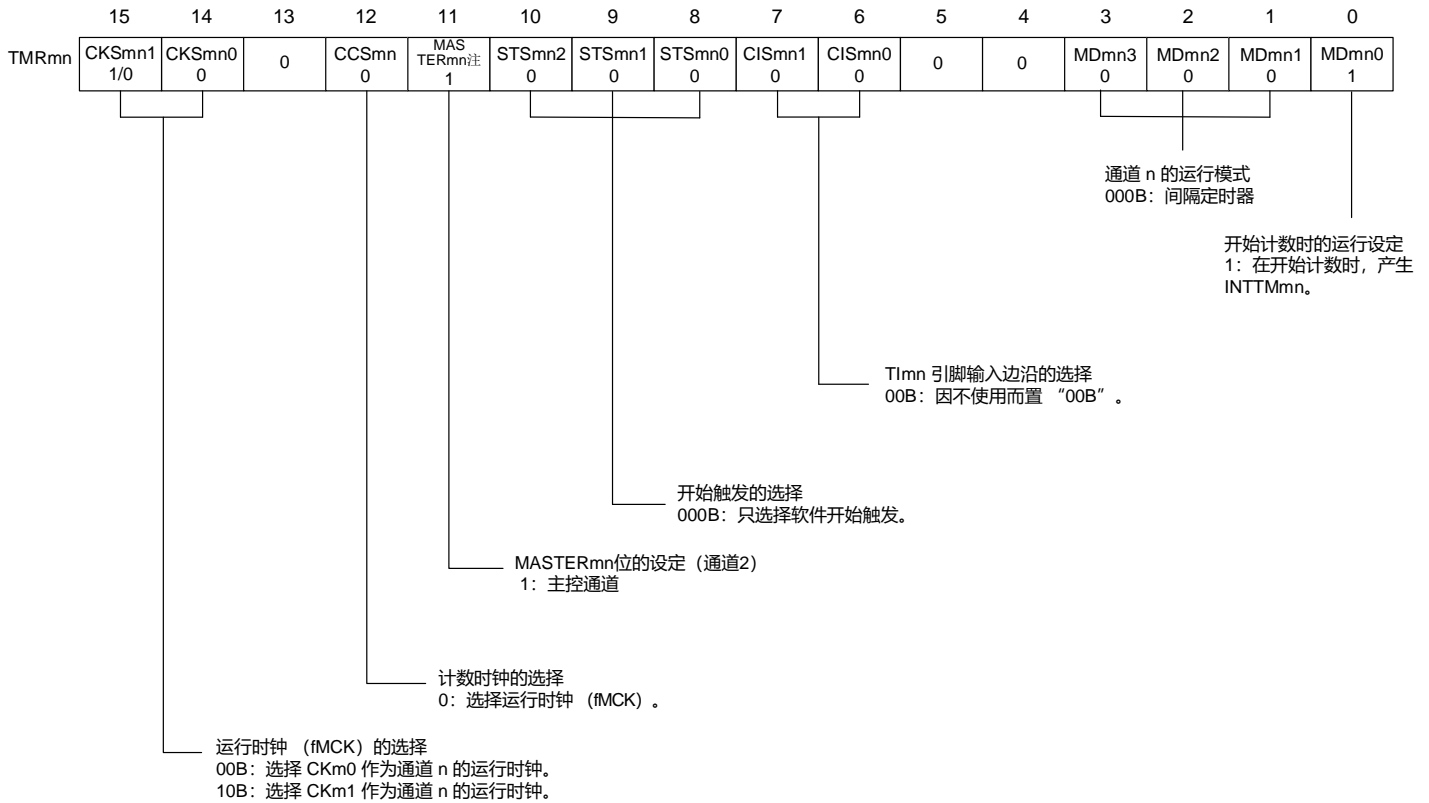 15 14 13 12 11 10 9 8 7 6 5 4 3 2 1 0
TMRmn CKSmn1 CKSmn0 0 CCSmn MAS STSmn2 STSmn1 STSmn0 CISmn1 CISmn0 0 0 MDmn3 MDmn2 MDmn1 MDmn0
TERmn注
1/0 0 0 1 0 0 0 0 0 0 0 0 1
通道 n 的运行模式
000B：间隔定时器
开始计数时的运行设定
1：在开始计数时，产生
INTTMmn。
TImn 引脚输入边沿的选择
00B：因不使用而置 “00B”。
开始触发的选择
000B：只选择软件开始触发。
MASTERmn位的设定（通道2）
1：主控通道
计数时钟的选择
0：选择运行时钟 （fMCK）。
运行时钟 （fMCK）的选择
00B：选择 CKm0 作为通道 n 的运行时钟。
10B：选择 CKm1 作为通道 n 的运行时钟。